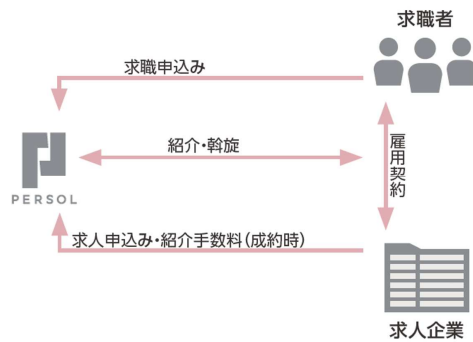 求職者
求職申込み
紹介・斡旋
雇用契約
PERSOL
求人申込み・紹介手数料（成約時）
求人企業